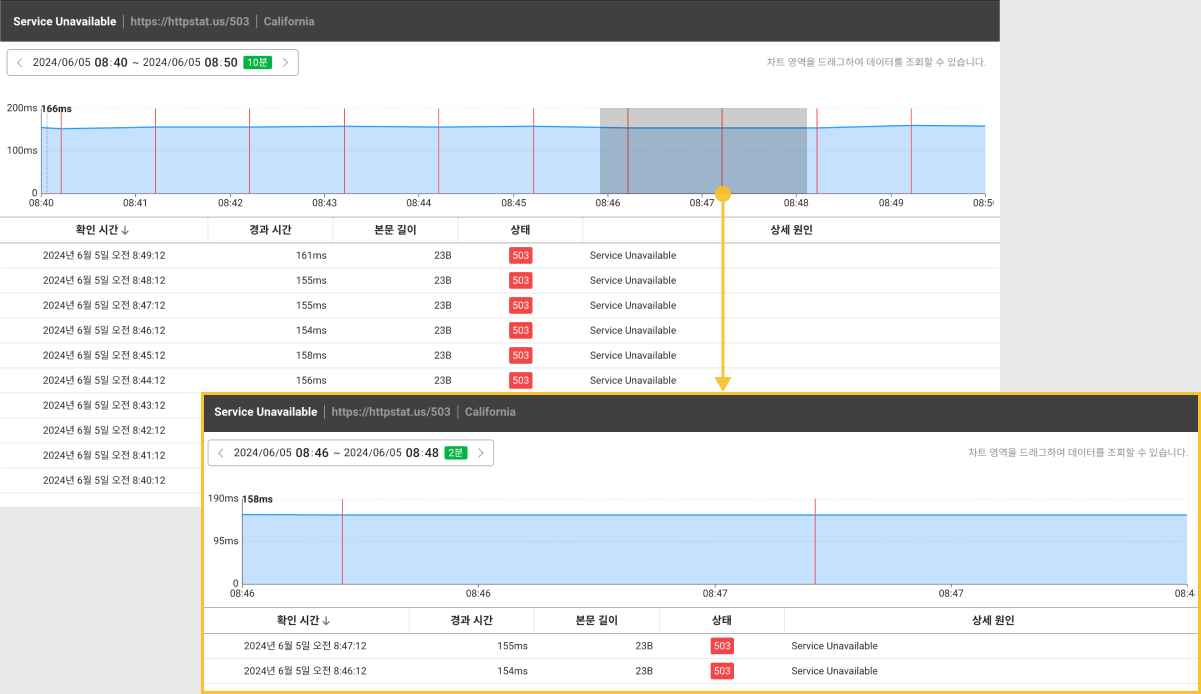 Service Unavailable | https://httpstat.us/503 | California
2024/06/05 08:40 ~ 2024/06/05 08:50 10분
차트 영역을 드래그하여 데이터를 조회할 수 있습니다.
200ms 166ms
100ms
0
08:40 08:41 08:42 08:43 08:44 08:45 08:46 08:47 08:48 08:49 08:50
확인 시간↓ 경과 시간 본문 길이 상태 상세 원인
2024년 6월 5일 오전 8:49:12 161ms 23B 503 Service Unavailable
2024년 6월 5일 오전 8:48:12 155ms 23B 503 Service Unavailable
2024년 6월 5일 오전 8:47:12 155ms 23B 503 Service Unavailable
2024년 6월 5일 오전 8:46:12 154ms 23B 503 Service Unavailable
2024년 6월 5일 오전 8:45:12 158ms 23B 503 Service Unavailable
2024년 6월 5일 오전 8:44:12 156ms 23B 503 Service Unavailable
2024년 6월 5일 오전 8:43:12
2024년 6월 5일 오전 8:42:12
2024년 6월 5일 오전 8:41:12
2024년 6월 5일 오전 8:40:12
Service Unavailable | https://httpstat.us/503 | California
2024/06/05 08:46 ~ 2024/06/05 08:48 2분
차트 영역을 드래그하여 데이터를 조회할 수 있습니다.
190ms 158ms
95ms
0
08:46 08:46 08:47 08:47 08:4
확인 시간↓ 경과 시간 본문 길이 상태 상세 원인
2024년 6월 5일 오전 8:47:12 155ms 23B 503 Service Unavailable
2024년 6월 5일 오전 8:46:12 154ms 23B 503 Service Unavailable